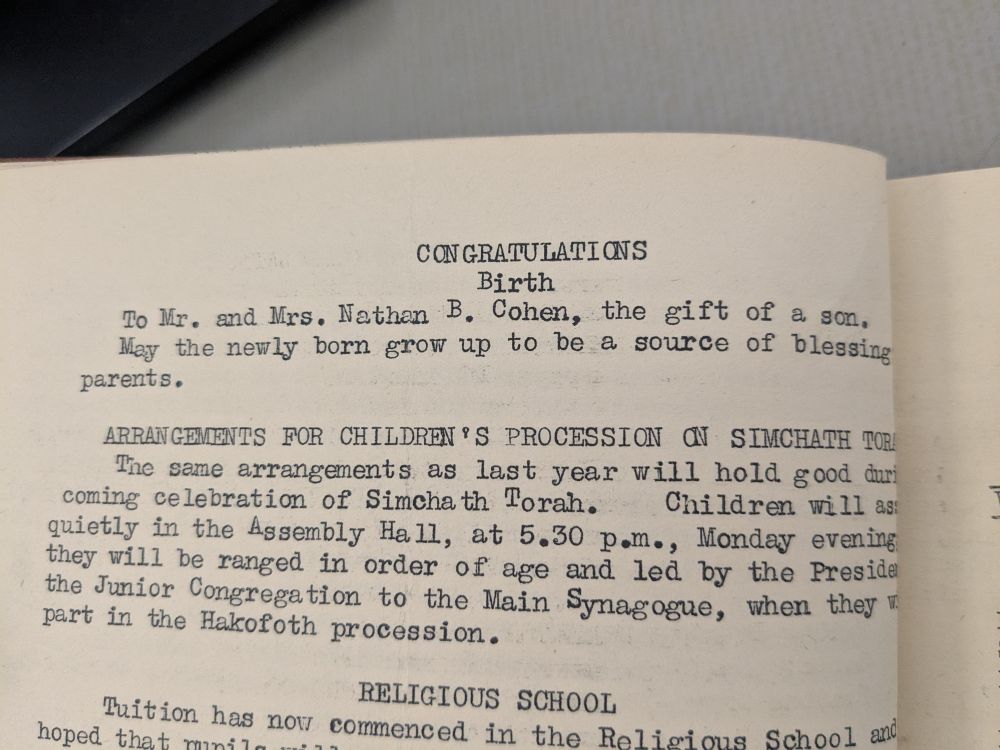 CONGRATULATIONS
Birth
To Mr. and Mrs. Nathan B. Cohen, the gift of a son.
May the newly born grow up to be a source of blessing
parents.
ARRANGEMENTS FOR CHILDREN'S PROCESSION ON SIMCHATH
The same arrangements as last year will hold good
coming celebration of Simchath Torah. Children will
quietly in the Assembly Hall, at 5.30 p.m., Monday evening
they will be ranged in order of age and led by the
the Junior Congregation to the Main Synagogue, when they
part in the Hakofoth procession.
RELIGIOUS SCHOOL
Tuition has now commenced in the Religious School and
hoped that pupils